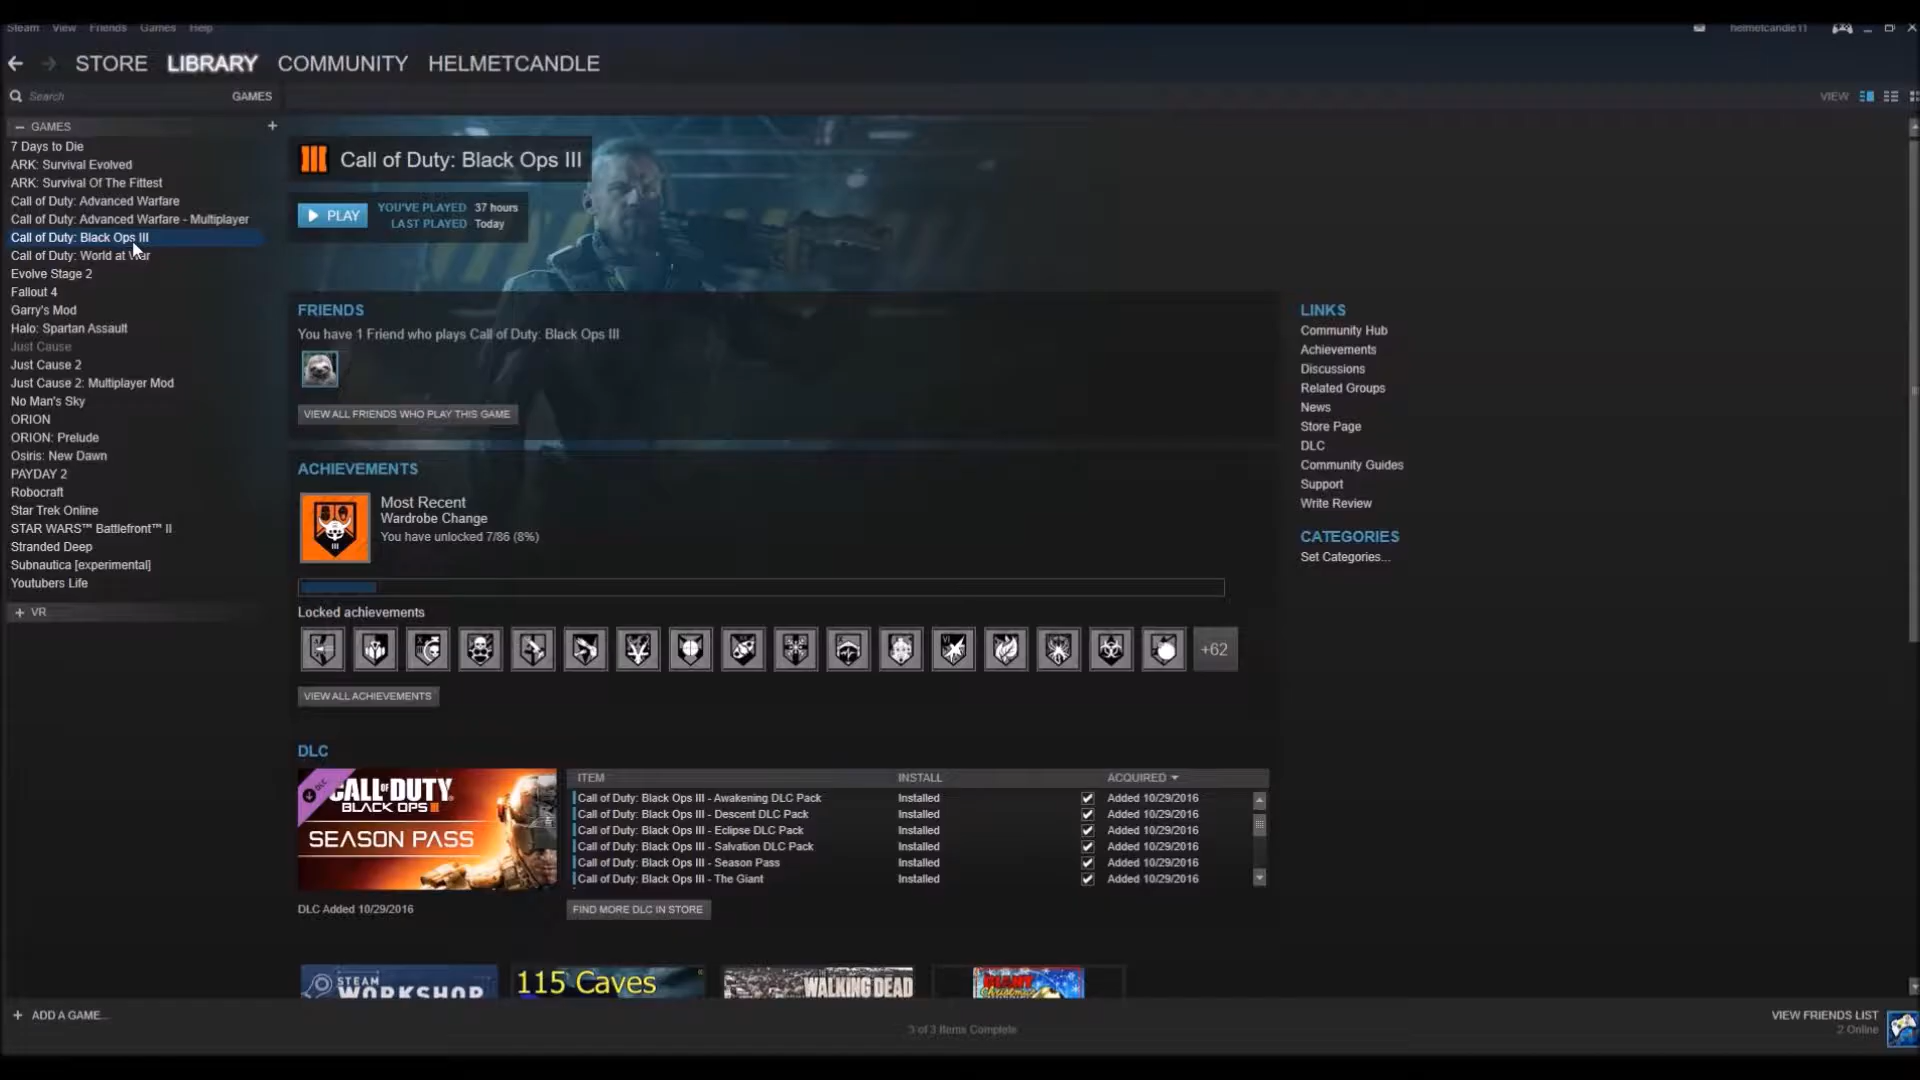 Steam View Friends Games Help
helmetcandle11
STORE LIBRARY COMMUNITY HELMETCANDLE
Search GAMES
VIEW
GAMES
7 Days to Die
ARK: Survival Evolved
ARK: Survival Of The Fittest
Call of Duty: Advanced Warfare
Call of Duty: Advanced Warfare - Multiplayer
Call of Duty: Black Ops III
Call of Duty: World at War
Evolve Stage 2
Fallout 4
Garry's Mod
Halo: Spartan Assault
Just Cause
Just Cause 2
Just Cause 2: Multiplayer Mod
No Man's Sky
ORION
ORION: Prelude
Osiris: New Dawn
PAYDAY 2
Robocraft
Star Trek Online
STAR WARS™ Battlefront™ II
Stranded Deep
Subnautica [experimental]
Youtubers Life
VR
Call of Duty: Black Ops III
PLAY
YOU'VE PLAYED 37 hours
LAST PLAYED Today
FRIENDS
You have 1 Friend who plays Call of Duty: Black Ops III
VIEW ALL FRIENDS WHO PLAY THIS GAME
ACHIEVEMENTS
Most Recent
Wardrobe Change
You have unlocked 7/86 (8%)
Locked achievements
+62
VIEW ALL ACHIEVEMENTS
DLC
DLC
CALL OF DUTY
BLACK OPS III
SEASON PASS
DLC Added 10/29/2016
ITEM INSTALL ACQUIRED
Call of Duty: Black Ops III - Awakening DLC Pack Installed Added 10/29/2016
Call of Duty: Black Ops III - Descent DLC Pack Installed Added 10/29/2016
Call of Duty: Black Ops III - Eclipse DLC Pack Installed Added 10/29/2016
Call of Duty: Black Ops III - Salvation DLC Pack Installed Added 10/29/2016
Call of Duty: Black Ops III - Season Pass Installed Added 10/29/2016
Call of Duty: Black Ops III - The Giant Installed Added 10/29/2016
FIND MORE DLC IN STORE
LINKS
Community Hub
Achievements
Discussions
Related Groups
News
Store Page
DLC
Community Guides
Support
Write Review
CATEGORIES
Set Categories...
STEAM
WORKSHOP
115 Caves
WALKING DEAD
GIANT
Christmas
ADD A GAME...
3 of 3 Items Complete
VIEW FRIENDS LIST
2 Online